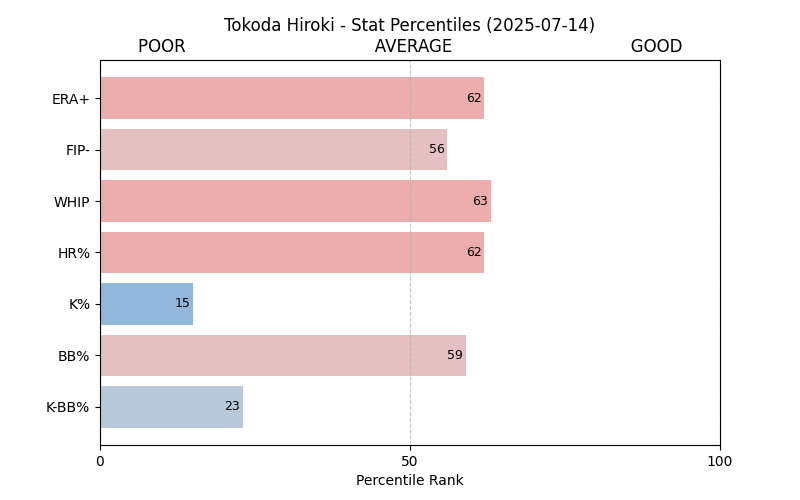 Tokoda Hiroki - Stat Percentiles (2025-07-14)
POOR AVERAGE GOOD
ERA+ 62
FIP- 56
WHIP 63
HR% 62
K% 15
BB% 59
K-BB% 23
0 50 100
Percentile Rank